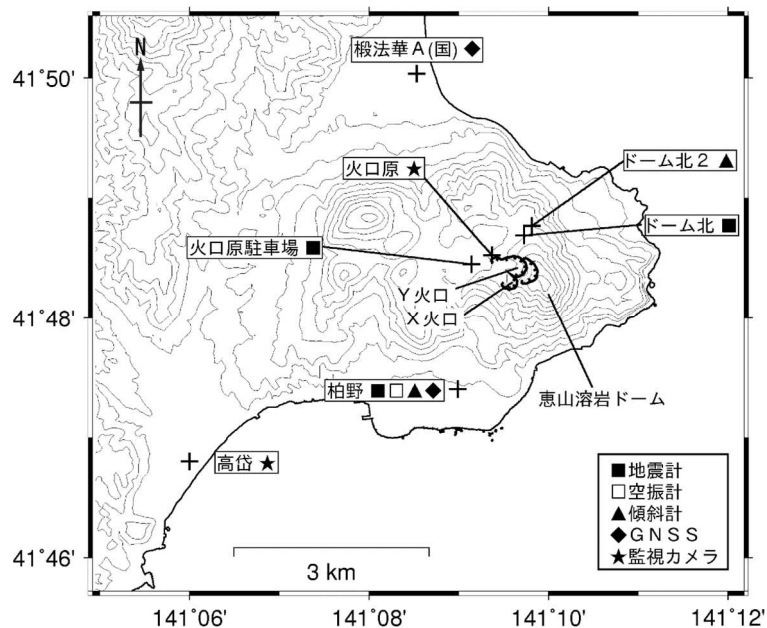 N
椴法華A(国)◆
41°50'
ドーム北2▲
火口原★
ドーム北■
火口原駐車場■
Y火口
X火口
41°48'
柏野■□▲◆
恵山溶岩ドーム
高岱★
■地震計
□空振計
▲傾斜計
◆GNSS
★監視カメラ
41°46'
3 km
141°06' 141°08' 141°10' 141°12'